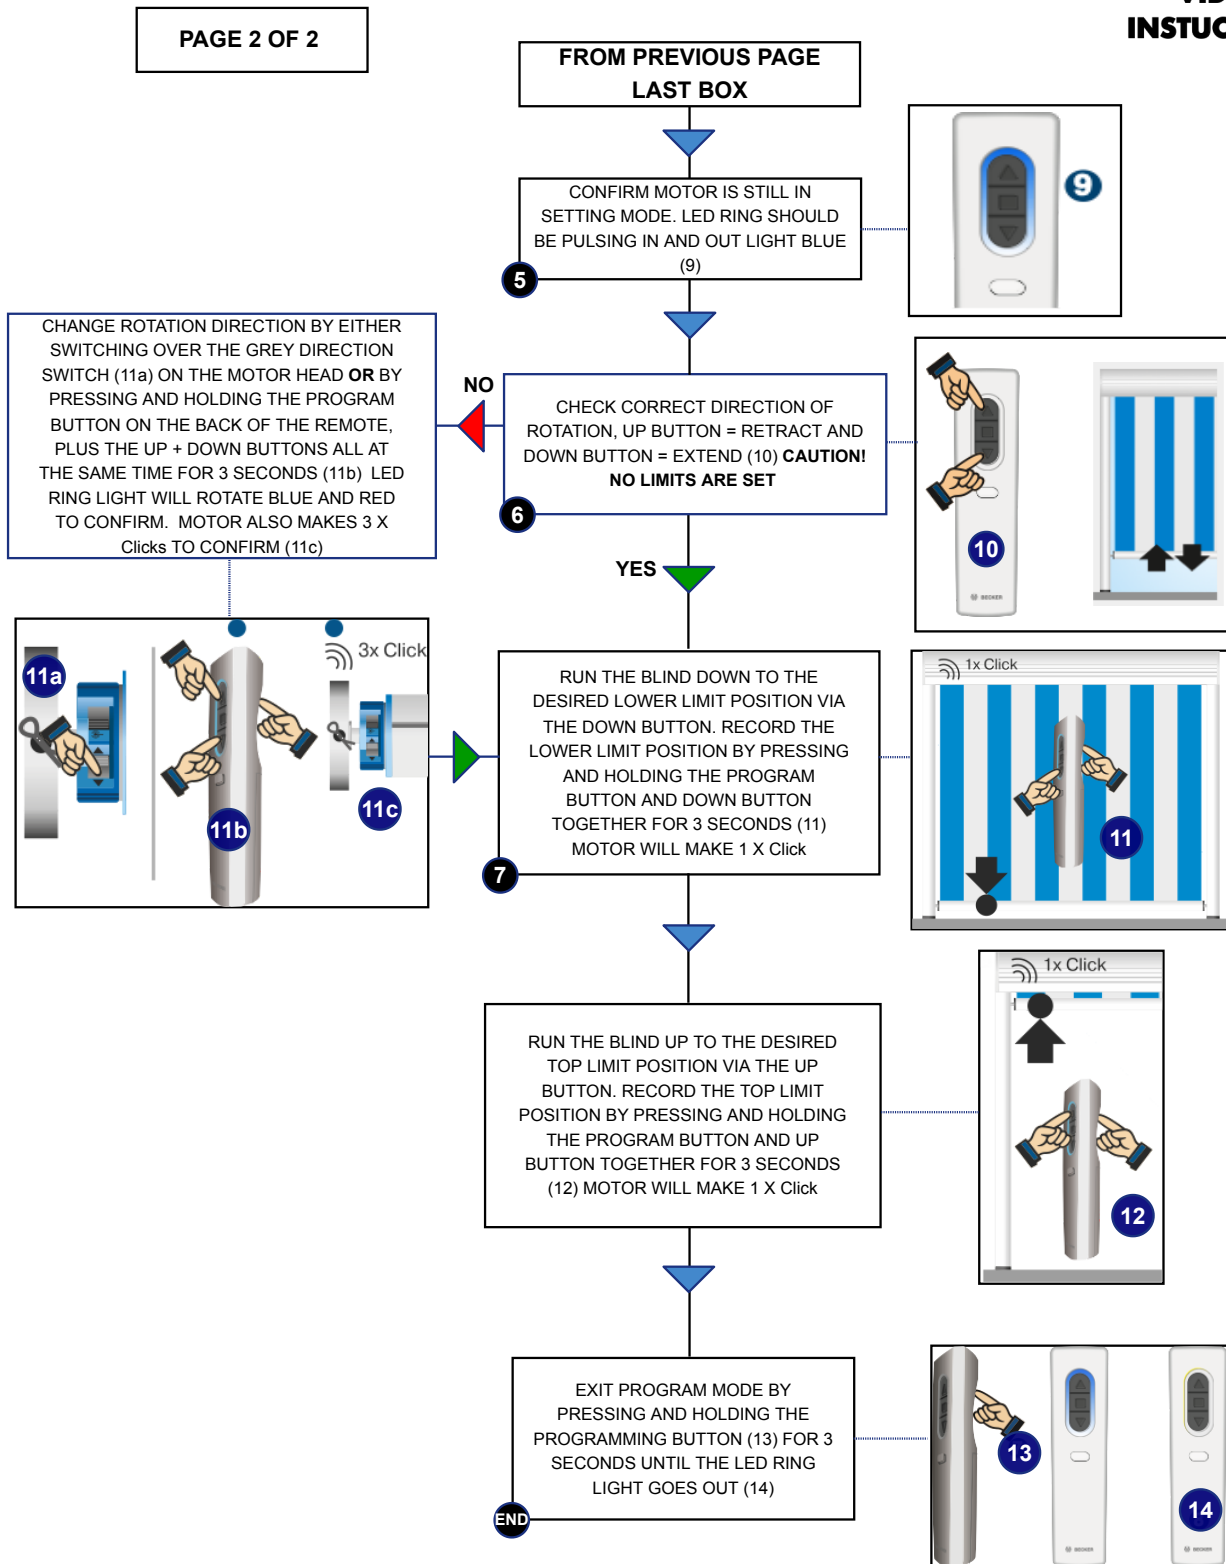 INSTUC
PAGE 2 OF 2
FROM PREVIOUS PAGE
LAST BOX
CONFIRM MOTOR IS STILL IN
SETTING MODE. LED RING SHOULD
BE PULSING IN AND OUT LIGHT BLUE
(9)
5
9
CHANGE ROTATION DIRECTION BY EITHER
SWITCHING OVER THE GREY DIRECTION
SWITCH (11a) ON THE MOTOR HEAD OR BY
PRESSING AND HOLDING THE PROGRAM
BUTTON ON THE BACK OF THE REMOTE,
PLUS THE UP + DOWN BUTTONS ALL AT
THE SAME TIME FOR 3 SECONDS (11b) LED
RING LIGHT WILL ROTATE BLUE AND RED
TO CONFIRM. MOTOR ALSO MAKES 3 X
Clicks TO CONFIRM (11c)
NO
CHECK CORRECT DIRECTION OF
ROTATION, UP BUTTON = RETRACT AND
DOWN BUTTON = EXTEND (10) CAUTION!
NO LIMITS ARE SET
6
10
BECKER
YES
11a
11b
3x Click
11c
RUN THE BLIND DOWN TO THE
DESIRED LOWER LIMIT POSITION VIA
THE DOWN BUTTON. RECORD THE
LOWER LIMIT POSITION BY PRESSING
AND HOLDING THE PROGRAM
BUTTON AND DOWN BUTTON
TOGETHER FOR 3 SECONDS (11)
MOTOR WILL MAKE 1 X Click
7
1x Click
11
RUN THE BLIND UP TO THE DESIRED
TOP LIMIT POSITION VIA THE UP
BUTTON. RECORD THE TOP LIMIT
POSITION BY PRESSING AND HOLDING
THE PROGRAM BUTTON AND UP
BUTTON TOGETHER FOR 3 SECONDS
(12) MOTOR WILL MAKE 1 X Click
1x Click
12
EXIT PROGRAM MODE BY
PRESSING AND HOLDING THE
PROGRAMMING BUTTON (13) FOR 3
SECONDS UNTIL THE LED RING
LIGHT GOES OUT (14)
END
13
14
BECKER
BECKER